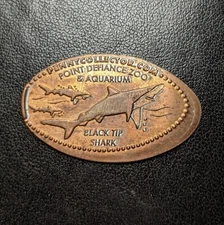 PENNYCOLLECTOR.COM
POINT DEFIANCE ZOO
& AQUARIUM
BLACK TIP
SHARK